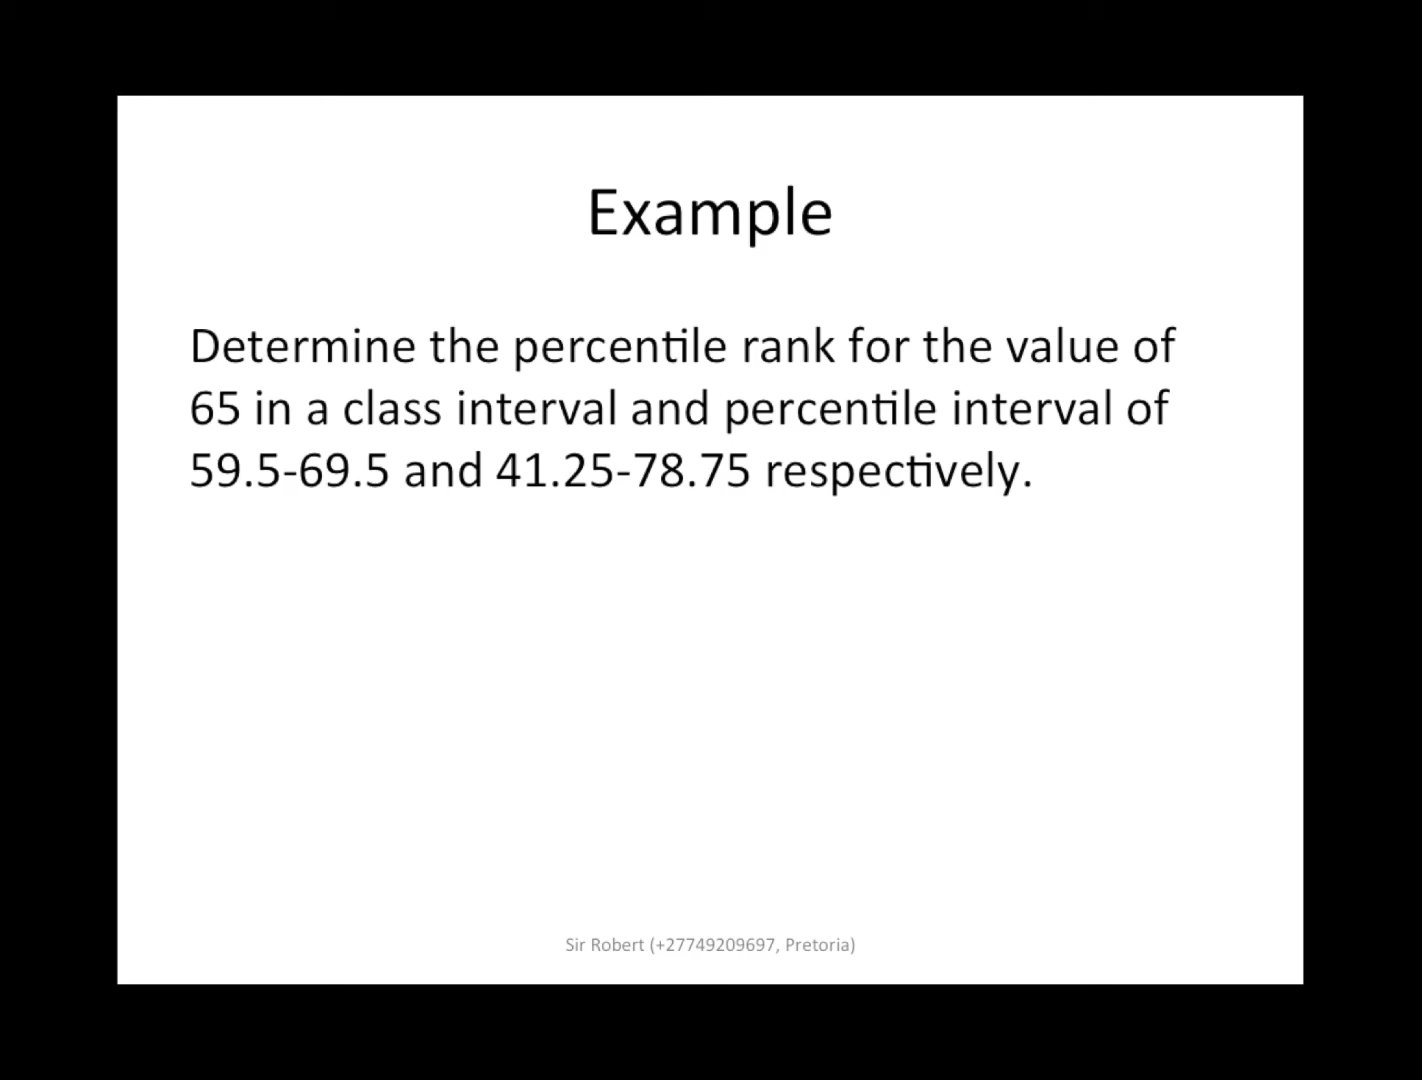 Example
Determine the percentile rank for the value of
65 in a class interval and percentile interval of
59.5-69.5 and 41.25-78.75 respectively.
Sir Robert (+27749209697, Pretoria)